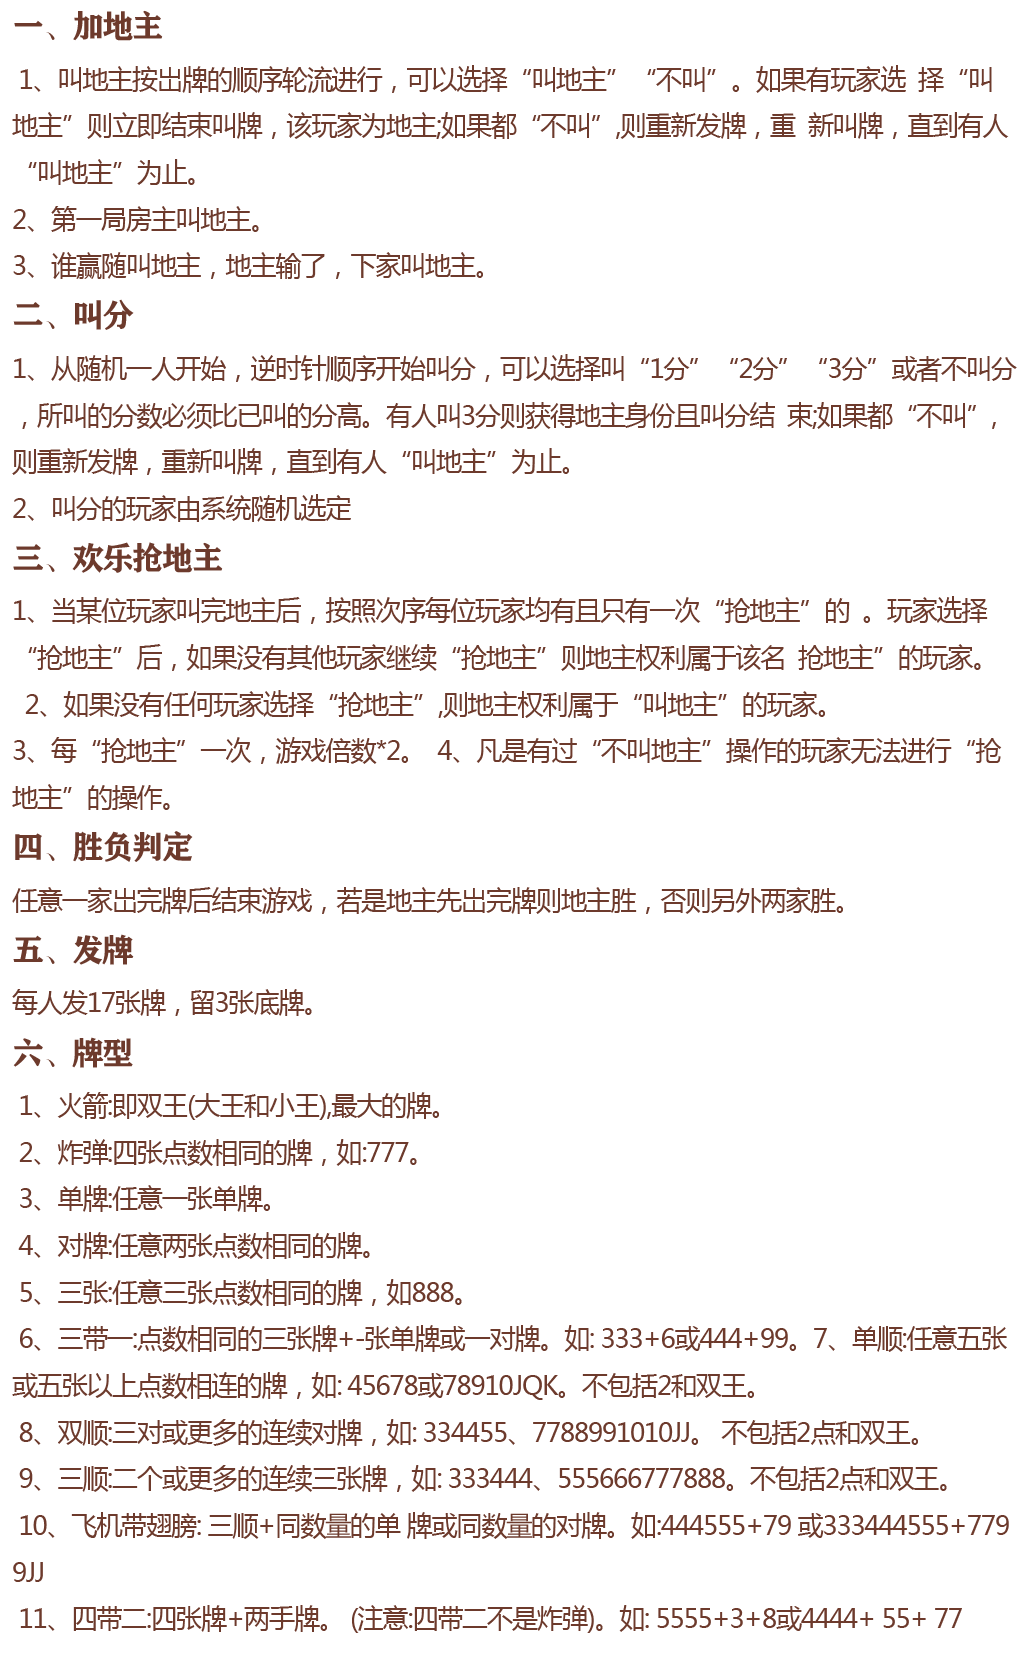 一、加地主
1、叫地主按出牌的顺序轮流进行，可以选择“叫地主”“不叫”。如果有玩家选 择“叫
地主”则立即结束叫牌，该玩家为地主;如果都“不叫”,则重新发牌，重 新叫牌，直到有人
“叫地主”为止。
2、第一局房主叫地主。
3、谁赢随叫地主，地主输了，下家叫地主。
二、叫分
1、从随机一人开始，逆时针顺序开始叫分，可以选择叫“1分”“2分”“3分”或者不叫分
，所叫的分数必须比已叫的分高。有人叫3分则获得地主身份且叫分结 束;如果都“不叫”,
则重新发牌，重新叫牌，直到有人“叫地主”为止。
2、叫分的玩家由系统随机选定
三、欢乐抢地主
1、当某位玩家叫完地主后，按照次序每位玩家均有且只有一次“抢地主”的 。玩家选择
“抢地主”后，如果没有其他玩家继续“抢地主”则地主权利属于该名 抢地主”的玩家。
2、如果没有任何玩家选择“抢地主”,则地主权利属于“叫地主”的玩家。
3、每“抢地主”一次，游戏倍数*2。 4、凡是有过“不叫地主”操作的玩家无法进行“抢
地主”的操作。
四、胜负判定
任意一家出完牌后结束游戏，若是地主先出完牌则地主胜，否则另外两家胜。
五、发牌
每人发17张牌，留3张底牌。
六、牌型
1、火箭:即双王(大王和小王),最大的牌。
2、炸弹:四张点数相同的牌，如:777。
3、单牌:任意一张单牌。
4、对牌:任意两张点数相同的牌。
5、三张:任意三张点数相同的牌，如888。
6、三带一:点数相同的三张牌+-张单牌或一对牌。如: 333+6或444+99。7、单顺:任意五张
或五张以上点数相连的牌，如: 45678或78910JQK。不包括2和双王。
8、双顺:三对或更多的连续对牌，如: 334455、7788991010JJ。 不包括2点和双王。
9、三顺:二个或更多的连续三张牌，如: 333444、555666777888。不包括2点和双王。
10、飞机带翅膀: 三顺+同数量的单 牌或同数量的对牌。如:444555+79 或333444555+779
9JJ
11、四带二:四张牌+两手牌。 (注意:四带二不是炸弹)。如: 5555+3+8或4444+ 55+ 77